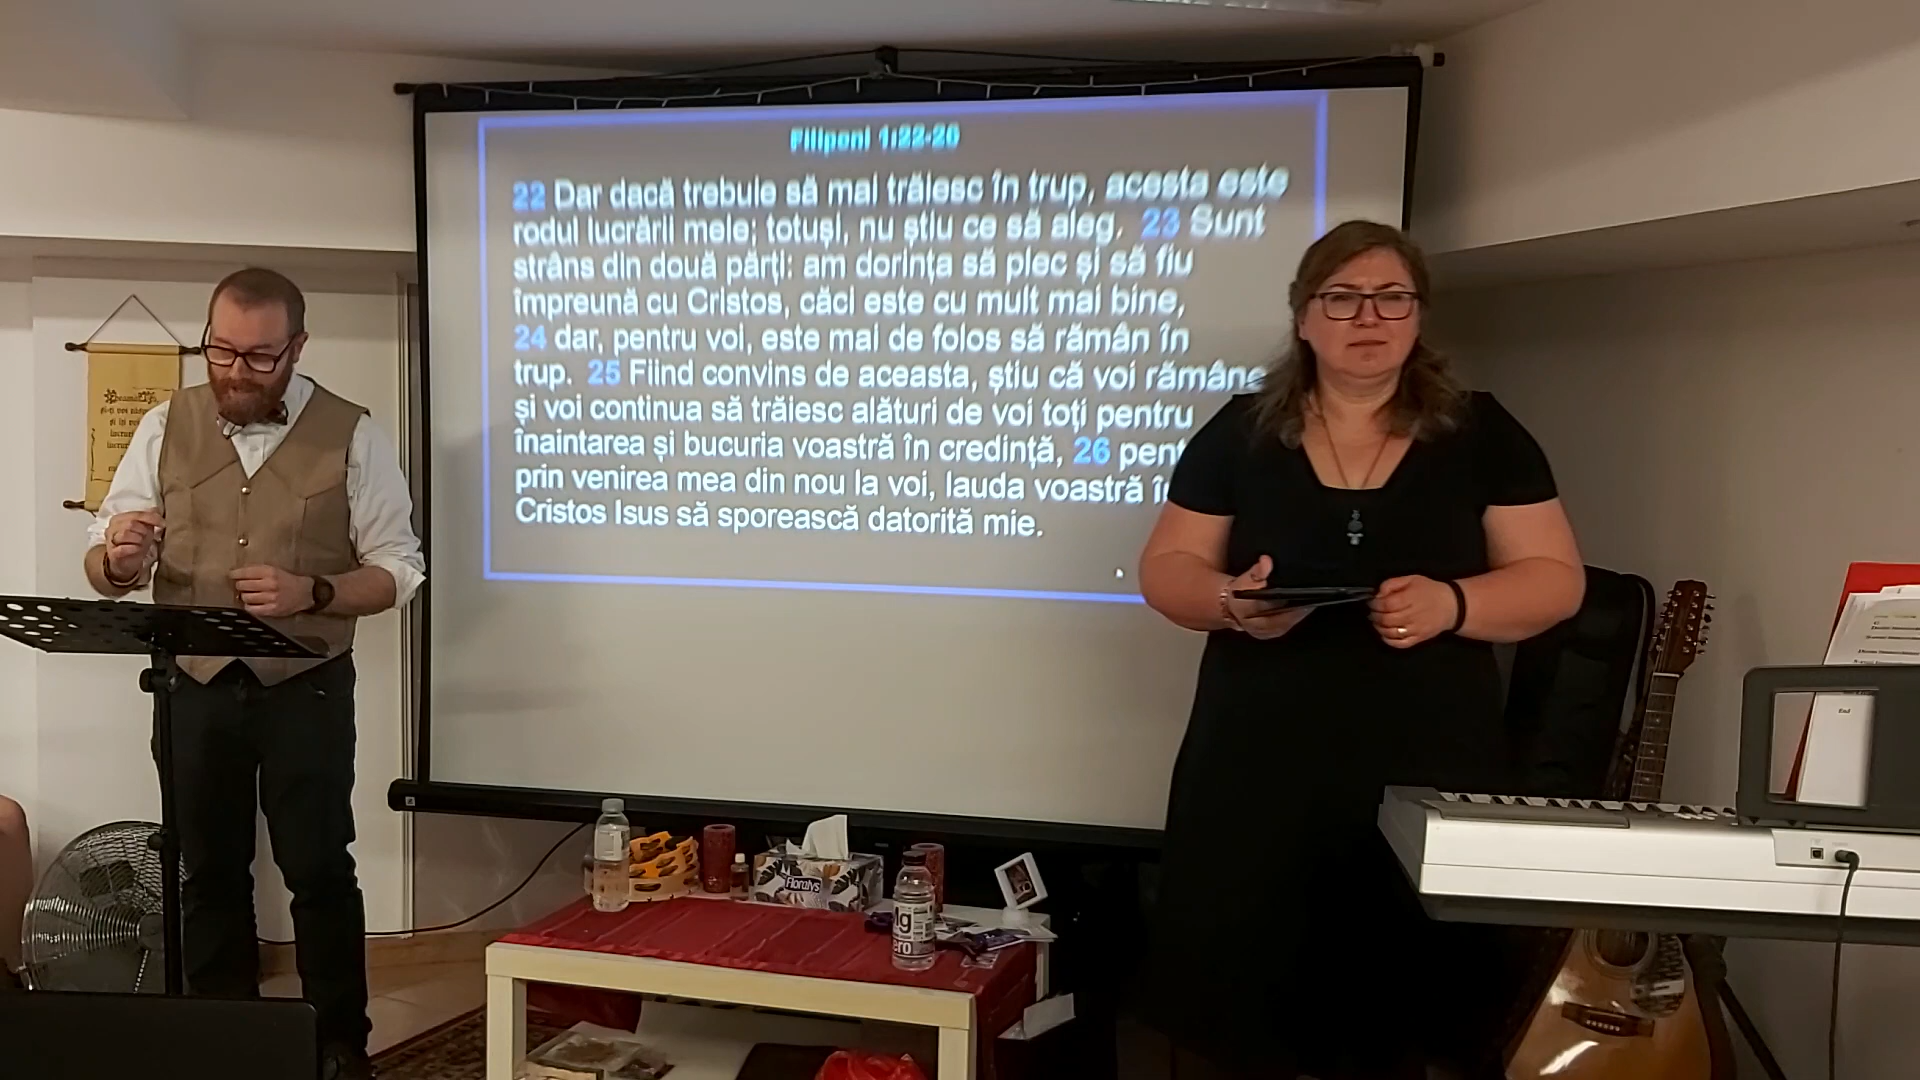 Filipeni 1:22-26
22 Dar dacă trebuie să mai trăiesc în trup, acesta este
rodul lucrării mele; totuși, nu știu ce să aleg. 23 Sunt
strâns din două părți: am dorința să plec și să fiu
împreună cu Cristos, căci este cu mult mai bine,
24 dar, pentru voi, este mai de folos să rămân în
trup. 25 Fiind convins de aceasta, știu că voi rămâne
și voi continua să trăiesc alături de voi toți pentru
înaintarea și bucuria voastră în credință, 26
prin venirea mea din nou la voi, lauda voastră
Cristos Isus să sporească datorită mie.
Floralys
End